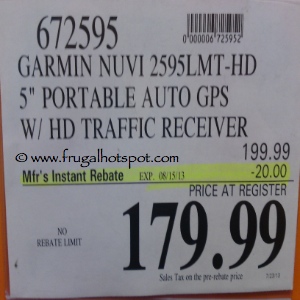 672595
0000006725952
GARMIN NUVI 2595LMT-HD
5" PORTABLE AUTO GPS
W/ HD TRAFFIC RECEIVER
© www.frugalhotspot.com
199.99
Mfr's Instant Rebate EXP. 08/15/13 -20.00
PRICE AT REGISTER
NO
REBATE LIMIT
179.99
Sales Tax on the pre-rebate price